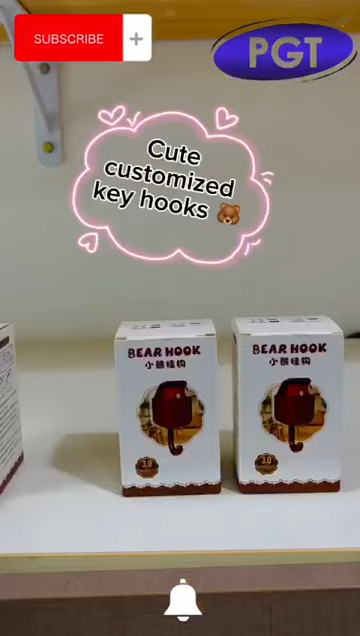 SUBSCRIBE
PGT
Cute
customized
key hooks 🐻
BEAR HOOK
小熊挂钩
3.0
BEAR HOOK
小熊挂钩
3.0